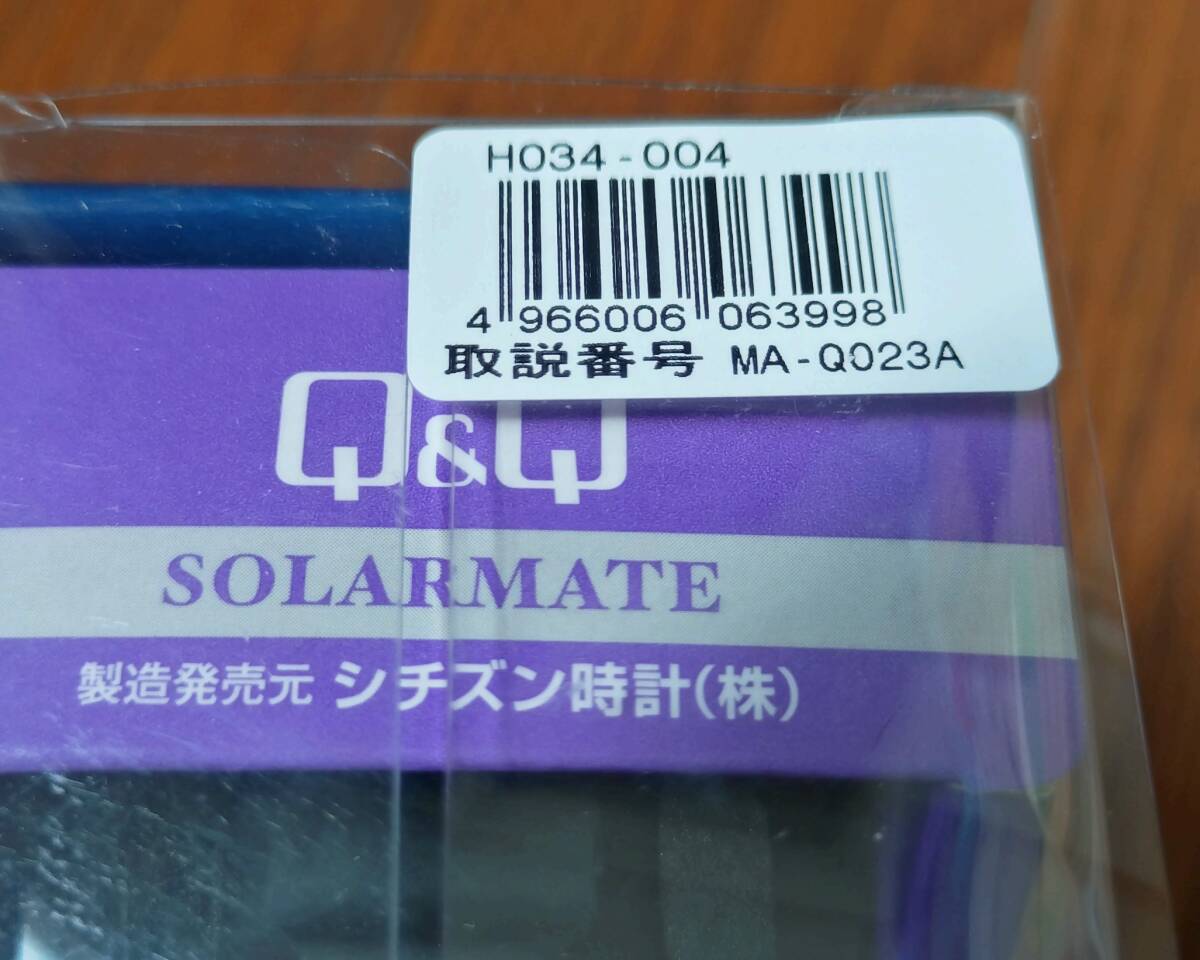 H034-004
4 966006 063998
取説番号 MA-Q023A
Q&Q
SOLARMATE
製造発売元 シチズン時計(株)